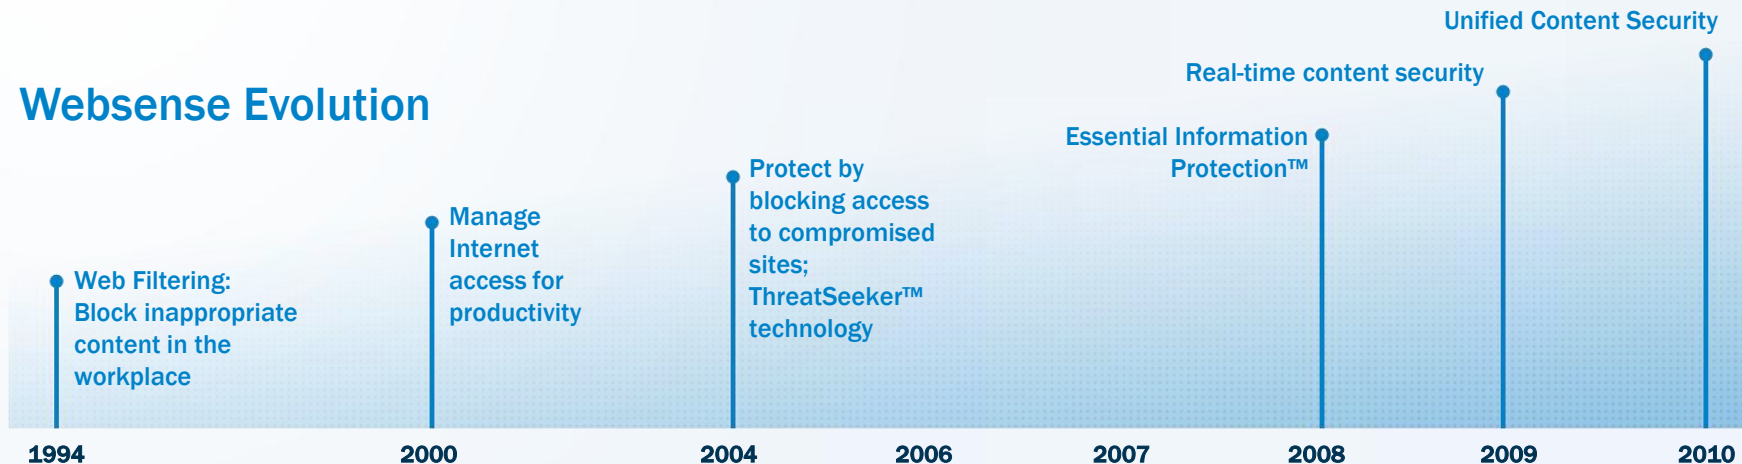 Websense Evolution
Web Filtering:
Block inappropriate
content in the
workplace
Manage
Internet
access for
productivity
Protect by
blocking access
to compromised
sites;
ThreatSeeker™
technology
Essential Information
Protection™
Real-time content security
Unified Content Security
1994 2000 2004 2006 2007 2008 2009 2010